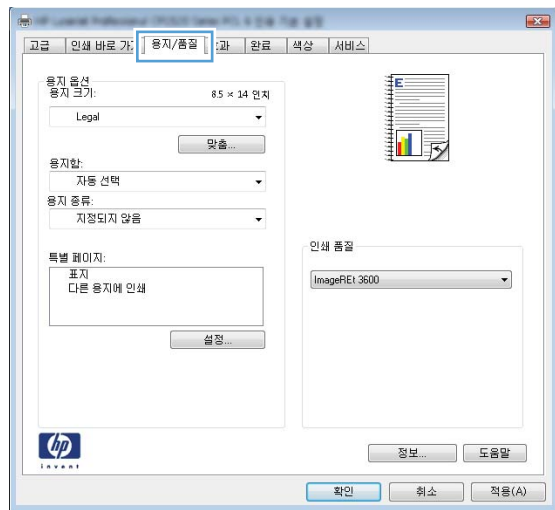 고급
인쇄 바로 가
용지/품질
과
완료
색상
서비스
용지 옵션
용지 크기:
8.5 × 14 인치
Legal
맞춤...
용지함:
자동 선택
용지 종류:
지정되지 않음
특별 페이지:
표지
다른 용지에 인쇄
설정...
E
인쇄 품질
ImageREt 3600
hp
invent
정보...
도움말
확인
취소
적용(A)